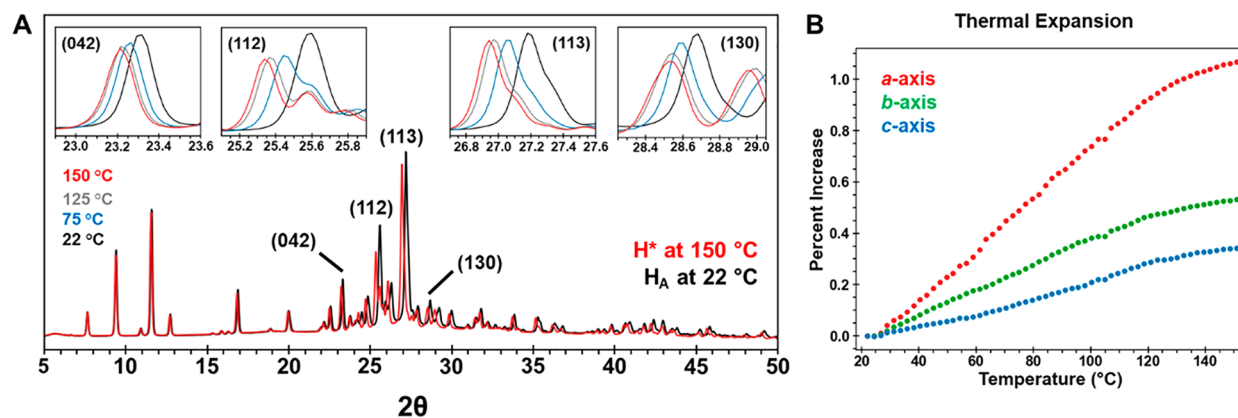 A
(042)
23.0 23.2 23.4 23.6
(112)
25.2 25.4 25.6 25.8
(113)
26.8 27.0 27.2 27.4 27.6
(130)
28.4 28.6 28.8 29.0
150 °C
125 °C
75 °C
22 °C
(042)
(112)
(113)
(130)
H* at 150 °C
H_A at 22 °C
5 10 15 20 25 30 35 40 45 50
2θ
B
Thermal Expansion
a-axis
b-axis
c-axis
Percent Increase
1.0
0.8
0.6
0.4
0.2
0.0
20 40 60 80 100 120 140
Temperature (°C)